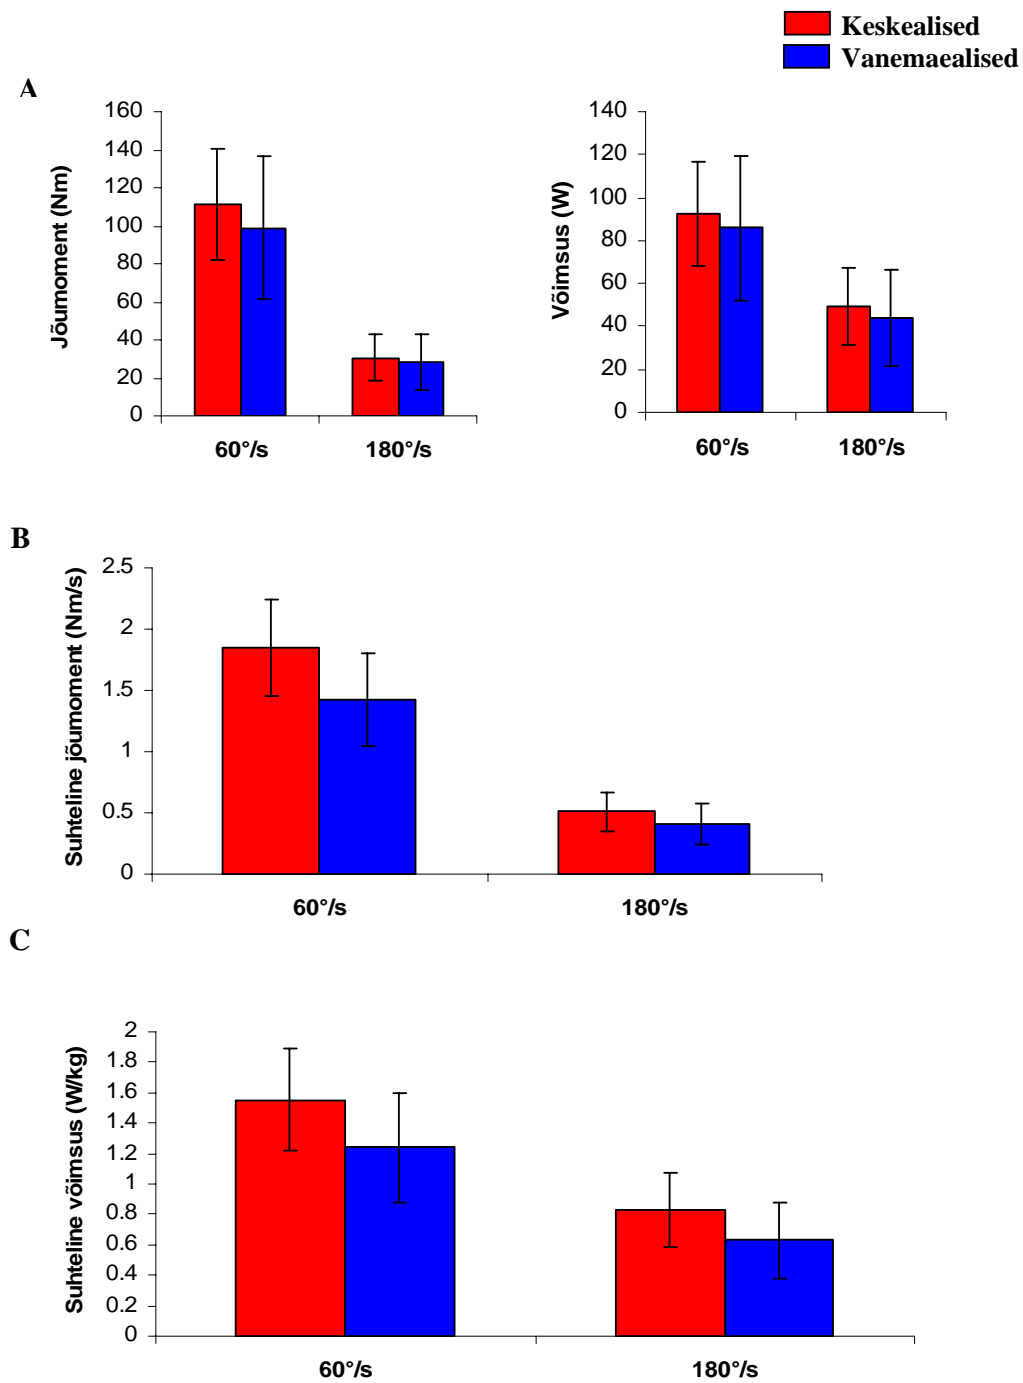 Keskealised
Vanemaealised
A
Jõumoment (Nm)
160
140
120
100
80
60
40
20
0
60°/s
180°/s
Võimsus (W)
140
120
100
80
60
40
20
0
60°/s
180°/s
B
Suhteline jõumoment (Nm/s)
2.5
2
1.5
1
0.5
0
60°/s
180°/s
C
Suhteline võimsus (W/kg)
2
1.8
1.6
1.4
1.2
1
0.8
0.6
0.4
0.2
0
60°/s
180°/s